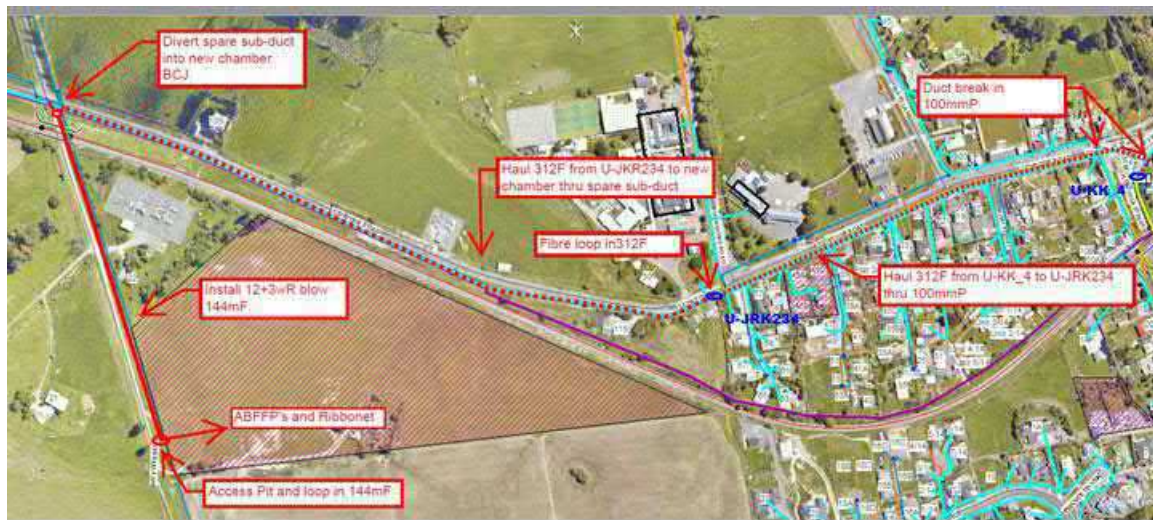 Divert spare sub-duct
into new chamber
BCJ
Duct break in
100mmP
Haul 312F from U-JKR234 to new
chamber thru spare sub-duct
U-KK_4
Fibre loop in312F
Haul 312F from U-KK_4 to U-JRK234
thru 100mmP
Install 12+3wR blow
144mF
U-JRK234
ABFFP's and Ribbonet
Access Pit and loop in 144mF